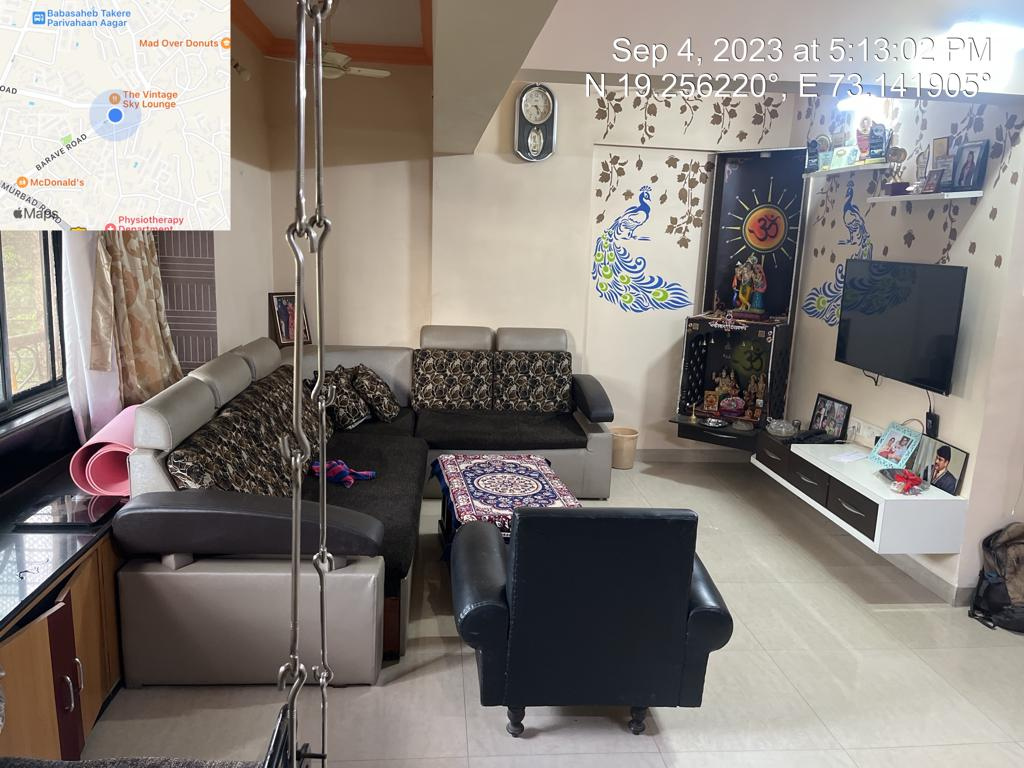 Babasaheb Takere
Parivahaan Aagar
Mad Over Donuts
OAD
The Vintage
Sky Lounge
BARAVE ROAD
McDonald's
MURBAD ROAD
Maps
Physiotherapy
Department
Sep 4, 2023 at 5:13:02 PM
N 19.256220° E 73.141905°
ॐ
ॐ